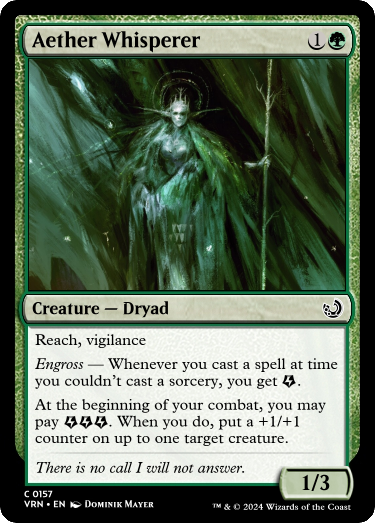 Aether Whisperer 1
Creature — Dryad
Reach, vigilance
Engross — Whenever you cast a spell at time
you couldn't cast a sorcery, you get .
At the beginning of your combat, you may
pay . When you do, put a +1/+1
counter on up to one target creature.
There is no call I will not answer.
1/3
C 0157
VRN • EN DOMINIK MAYER
™ & © 2024 Wizards of the Coast